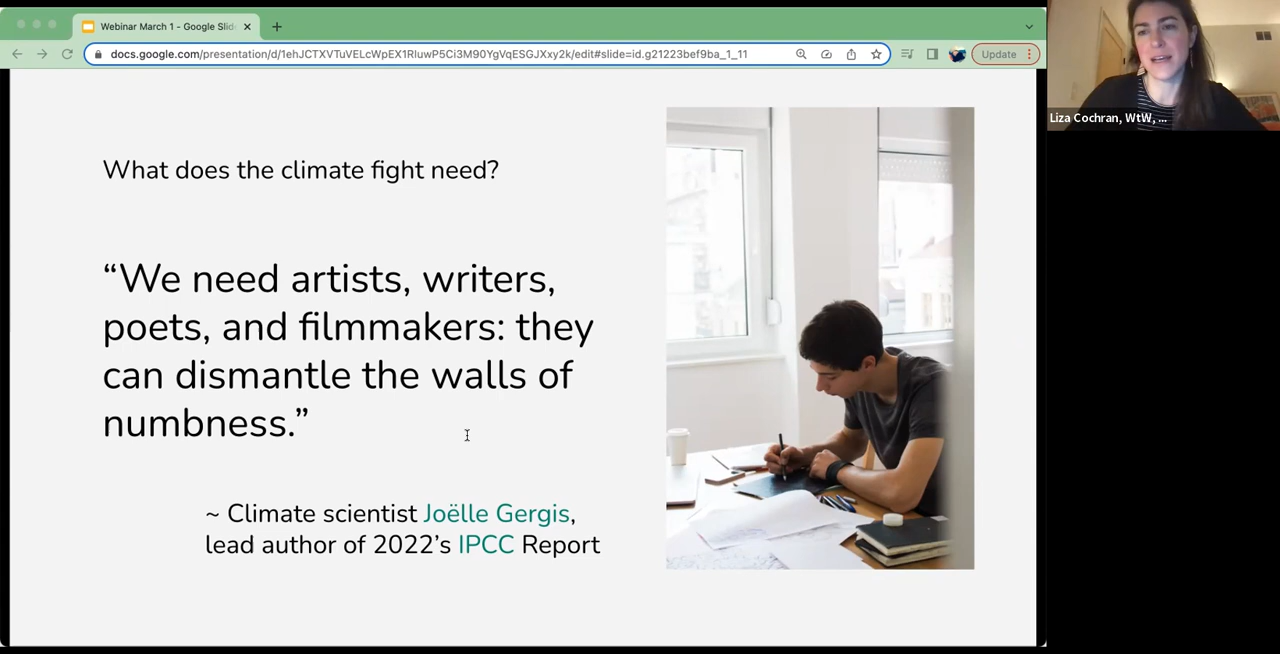 Webinar March 1 - Google Slid
docs.google.com/presentation/d/1ehJCTXVTuVELcWpEX1RIuwP5Ci3M90YgVqESGJXxy2k/edit#slide=id.g21223bef9ba_1_11
Update
Liza Cochran, WtW, ...
What does the climate fight need?
“We need artists, writers,
poets, and filmmakers: they
can dismantle the walls of
numbness.”
~ Climate scientist Joëlle Gergis,
lead author of 2022’s IPCC Report